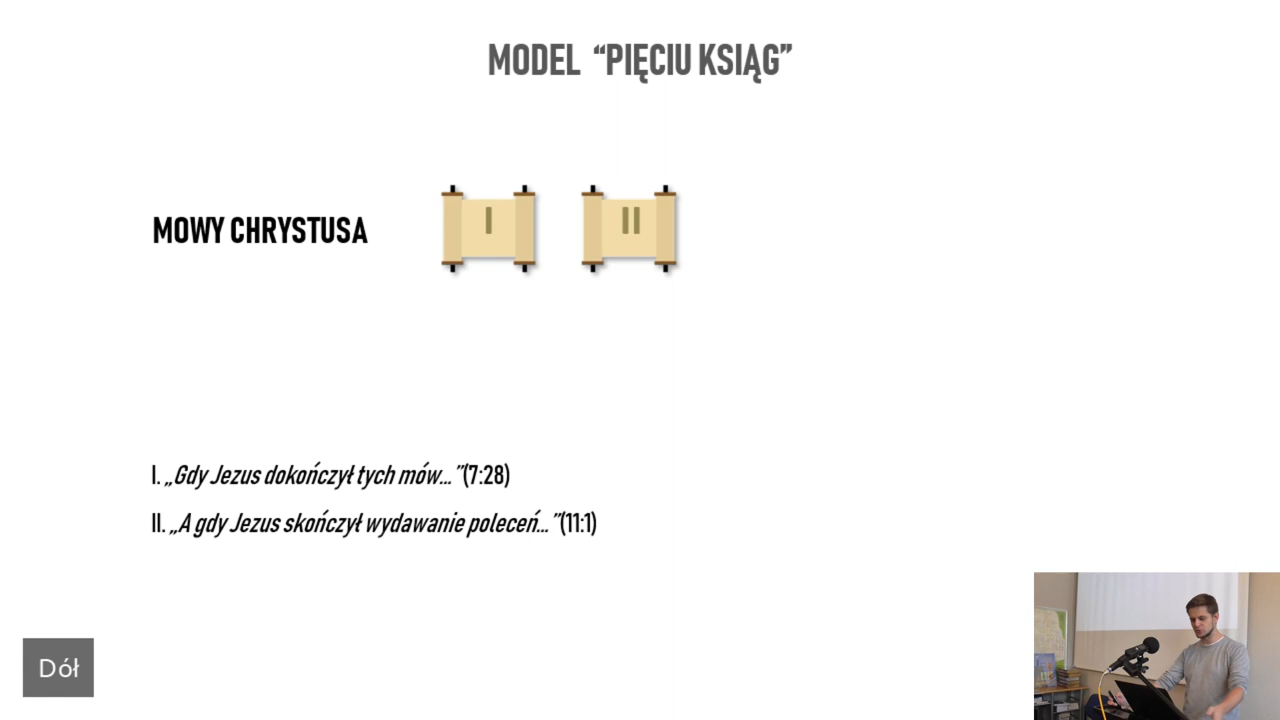 MODEL “PIĘCIU KSIĄG”
MOWY CHRYSTUSA
I
II
I. „Gdy Jezus dokończył tych mów...”(7:28)
II. „A gdy Jezus skończył wydawanie poleceń...”(11:1)
Dół